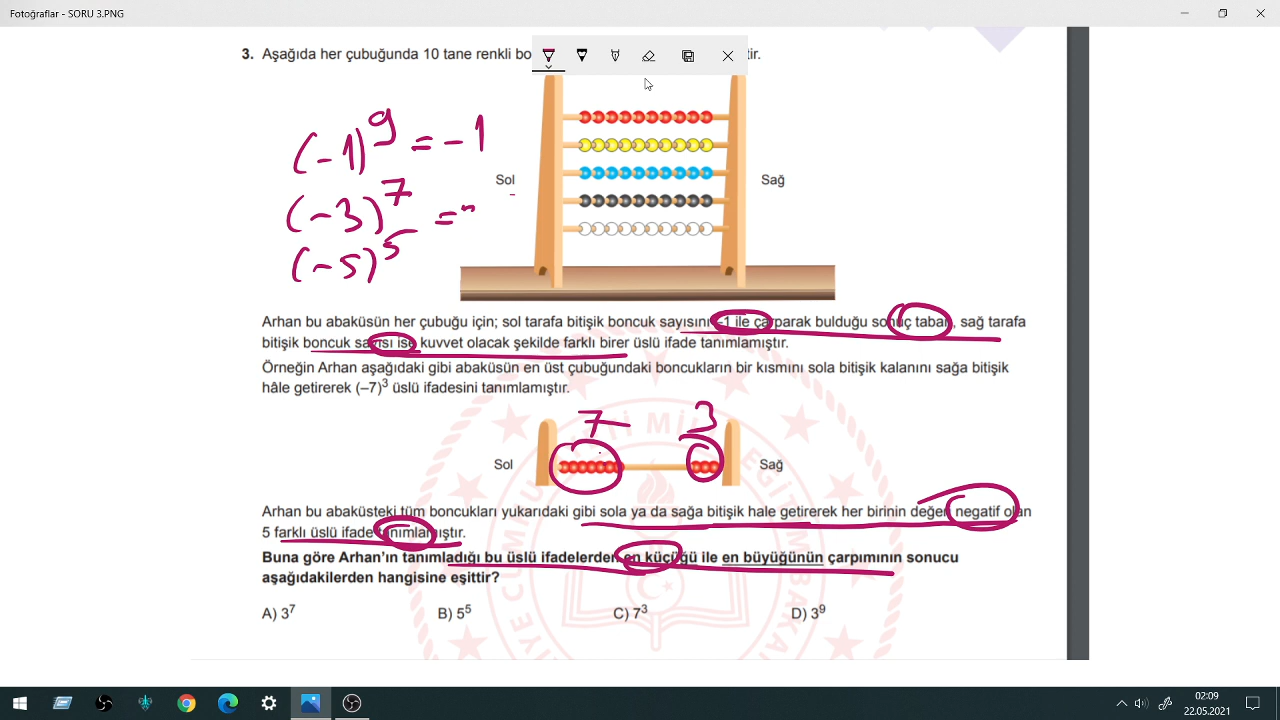 Fotoğraflar - SORU 3.PNG
3. Aşağıda her çubuğunda 10 tane renkli bo tir.
(-1)⁹ = -1
(-3)⁷ = -
(-5)⁵
Sol
Sağ
Arhan bu abaküsün her çubuğu için; sol tarafa bitişik boncuk sayısını –1 ile çarparak bulduğu sonuç taban, sağ tarafa
bitişik boncuk sayısı ise kuvvet olacak şekilde farklı birer üslü ifade tanımlamıştır.
Örneğin Arhan aşağıdaki gibi abaküsün en üst çubuğundaki boncukların bir kısmını sola bitişik kalanını sağa bitişik
hâle getirerek (–7)³ üslü ifadesini tanımlamıştır.
7 3
Sol
Sağ
Arhan bu abaküsteki tüm boncukları yukarıdaki gibi sola ya da sağa bitişik hale getirerek her birinin değeri negatif olan
5 farklı üslü ifade tanımlamıştır.
Buna göre Arhan'ın tanımladığı bu üslü ifadelerden en küçüğü ile en büyüğünün çarpımının sonucu
aşağıdakilerden hangisine eşittir?
A) 3⁷ B) 5⁵ C) 7³ D) 3⁹
02:09
22.05.2021